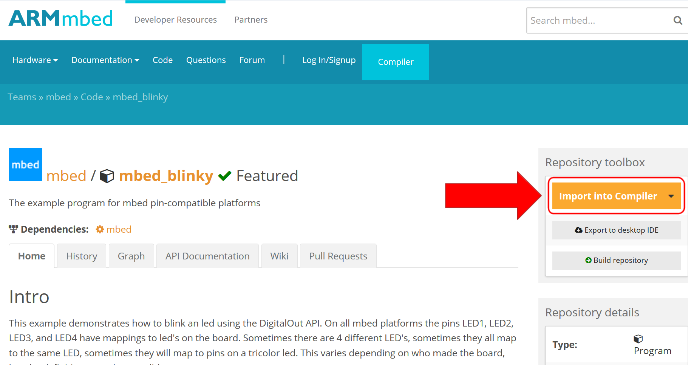 ARMmbed
Developer Resources
Partners
Search mbed...
Hardware
Documentation
Code
Questions
Forum
|
Log In/Signup
Compiler
Teams » mbed » Code » mbed_blinky
mbed
mbed / mbed_blinky Featured
The example program for mbed pin-compatible platforms
Dependencies: mbed
Home
History
Graph
API Documentation
Wiki
Pull Requests
Intro
This example demonstrates how to blink an led using the DigitalOut API. On all mbed platforms the pins LED1, LED2,
LED3, and LED4 have mappings to led's on the board. Sometimes there are 4 different LED's, sometimes they all map
to the same LED, sometimes they will map to pins on a tricolor led. This varies depending on who made the board,
Repository toolbox
Import into Compiler
Export to desktop IDE
Build repository
Repository details
Type:
Program